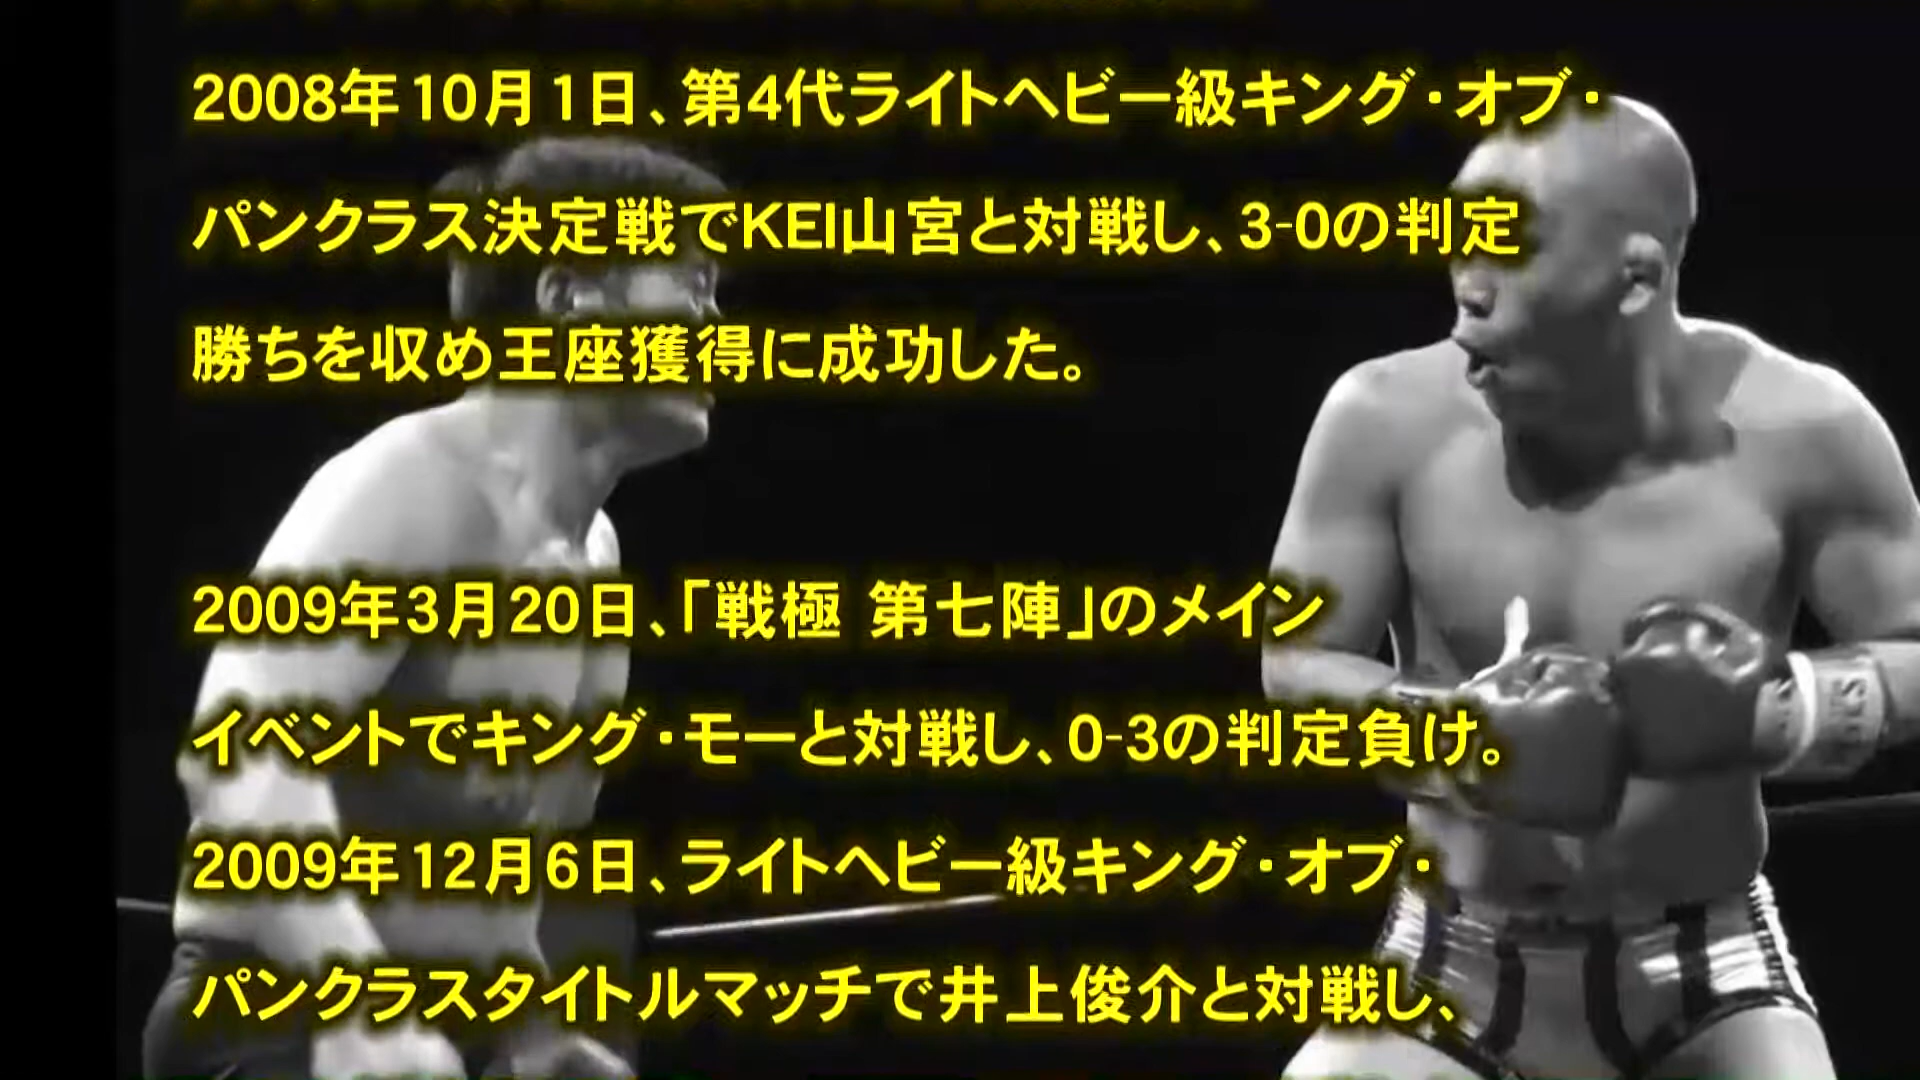 2008年10月1日、第4代ライトヘビー級キング・オブ・
パンクラス決定戦でKEI山宮と対戦し、3-0の判定
勝ちを収め王座獲得に成功した。
2009年3月20日、「戦極 第七陣」のメイン
イベントでキング・モーと対戦し、0-3の判定負け。
2009年12月6日、ライトヘビー級キング・オブ・
パンクラスタイトルマッチで井上俊介と対戦し、